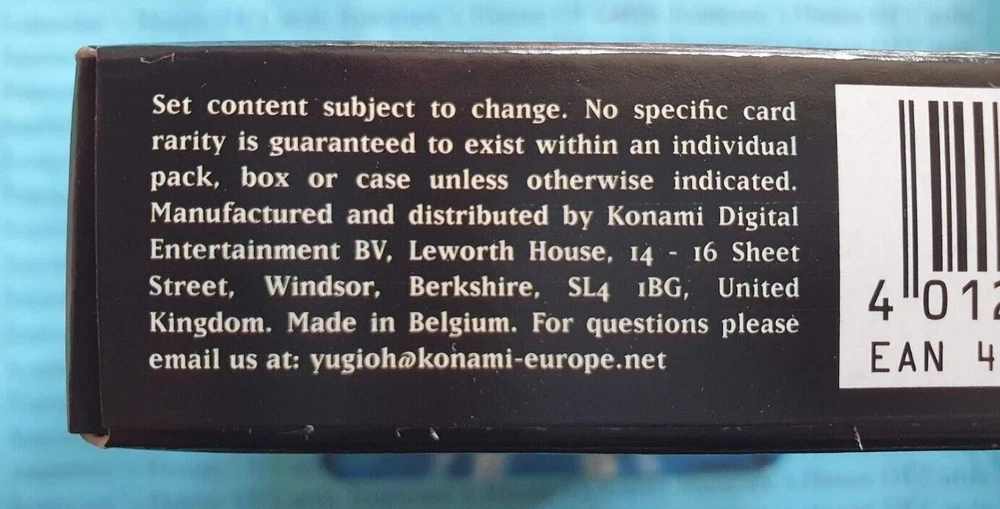 Set content subject to change. No specific card
rarity is guaranteed to exist within an individual
pack, box or case unless otherwise indicated.
Manufactured and distributed by Konami Digital
Entertainment BV, Leworth House, 14 - 16 Sheet
Street, Windsor, Berkshire, SL4 1BG, United
Kingdom. Made in Belgium. For questions please
email us at: yugioh@konami-europe.net
4 012
EAN 4